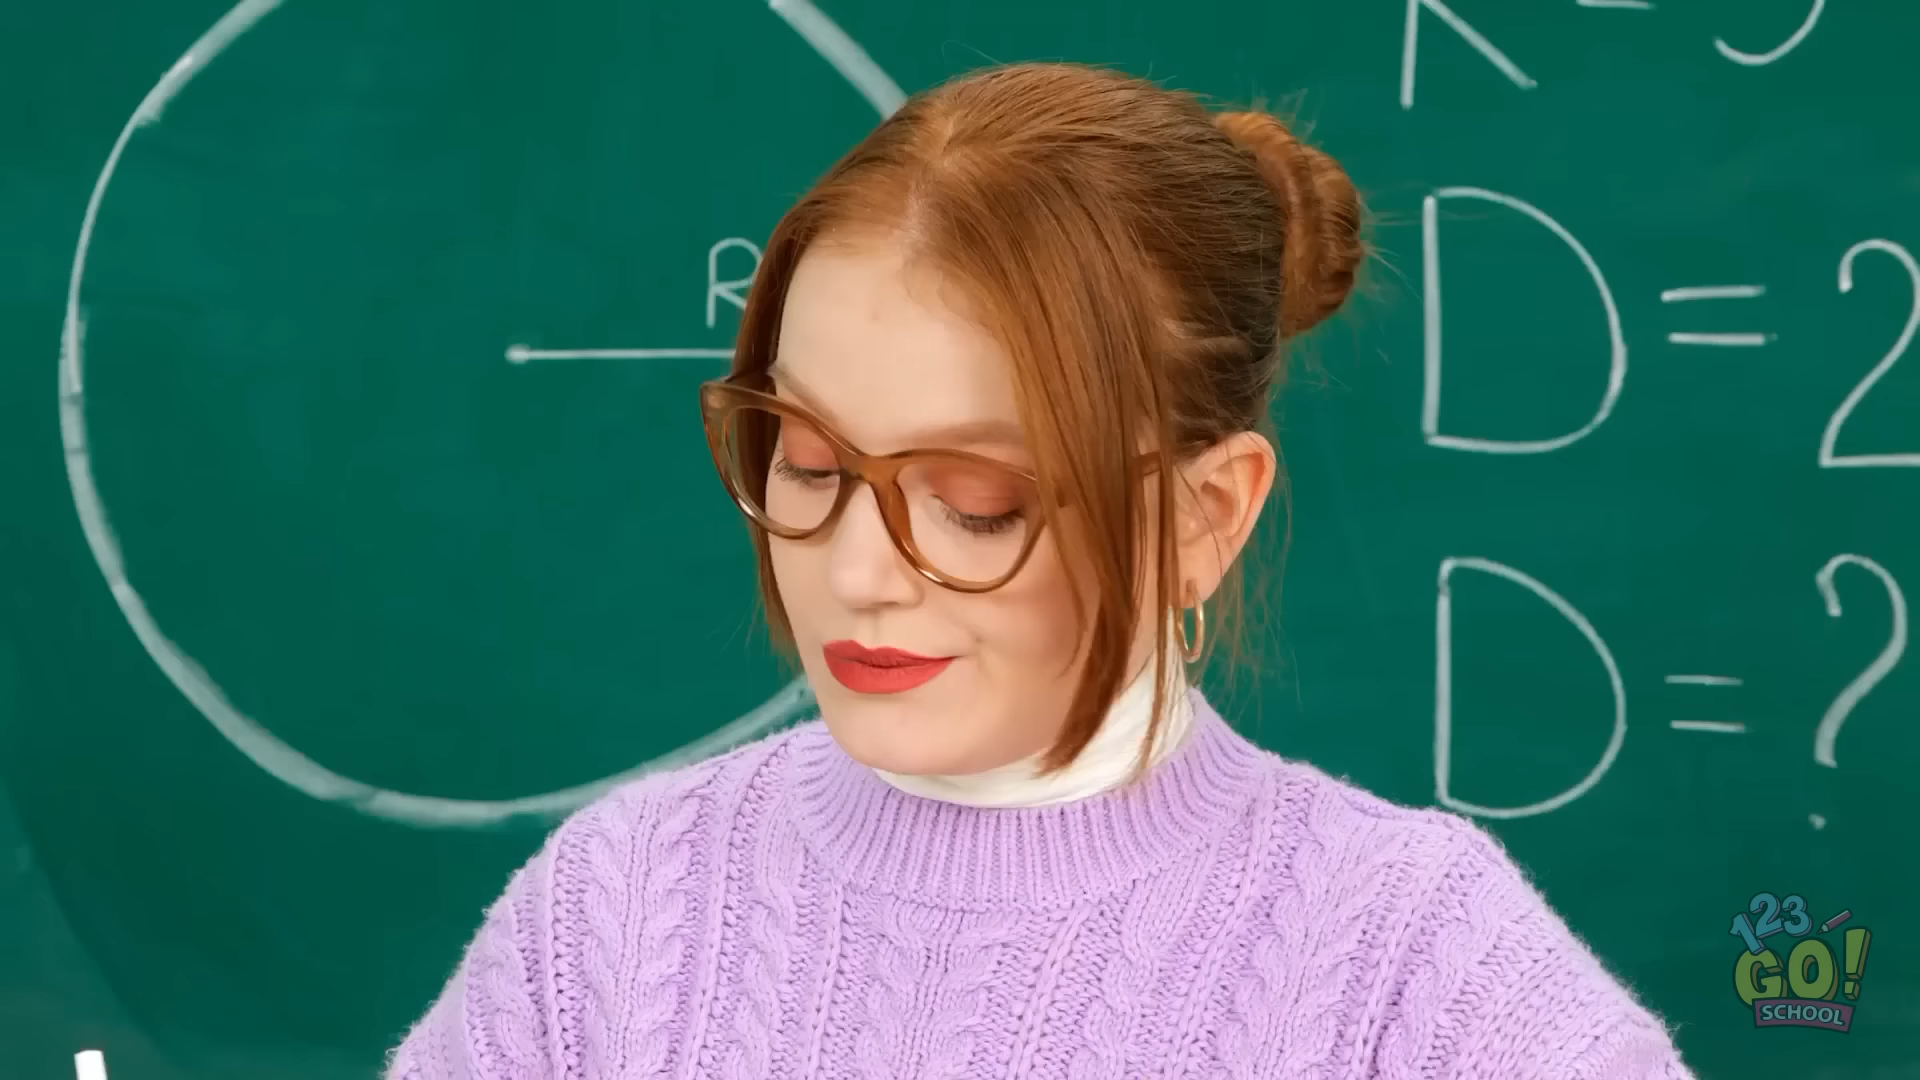 R
D = 2
D = ?
123
GO!
SCHOOL